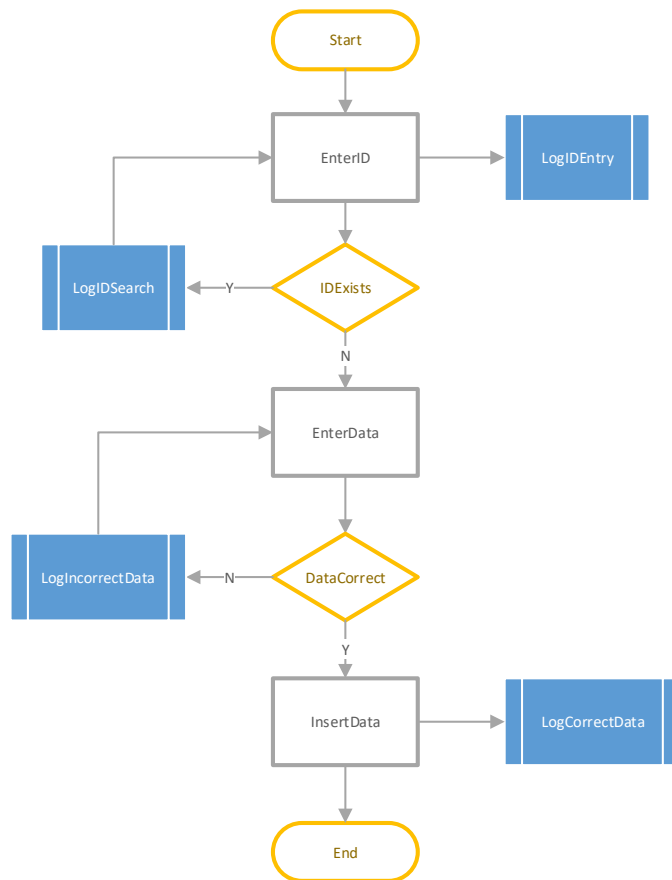 Start
EnterID
LogIDEntry
LogIDSearch
Y
IDExists
N
EnterData
LogIncorrectData
N
DataCorrect
Y
InsertData
LogCorrectData
End